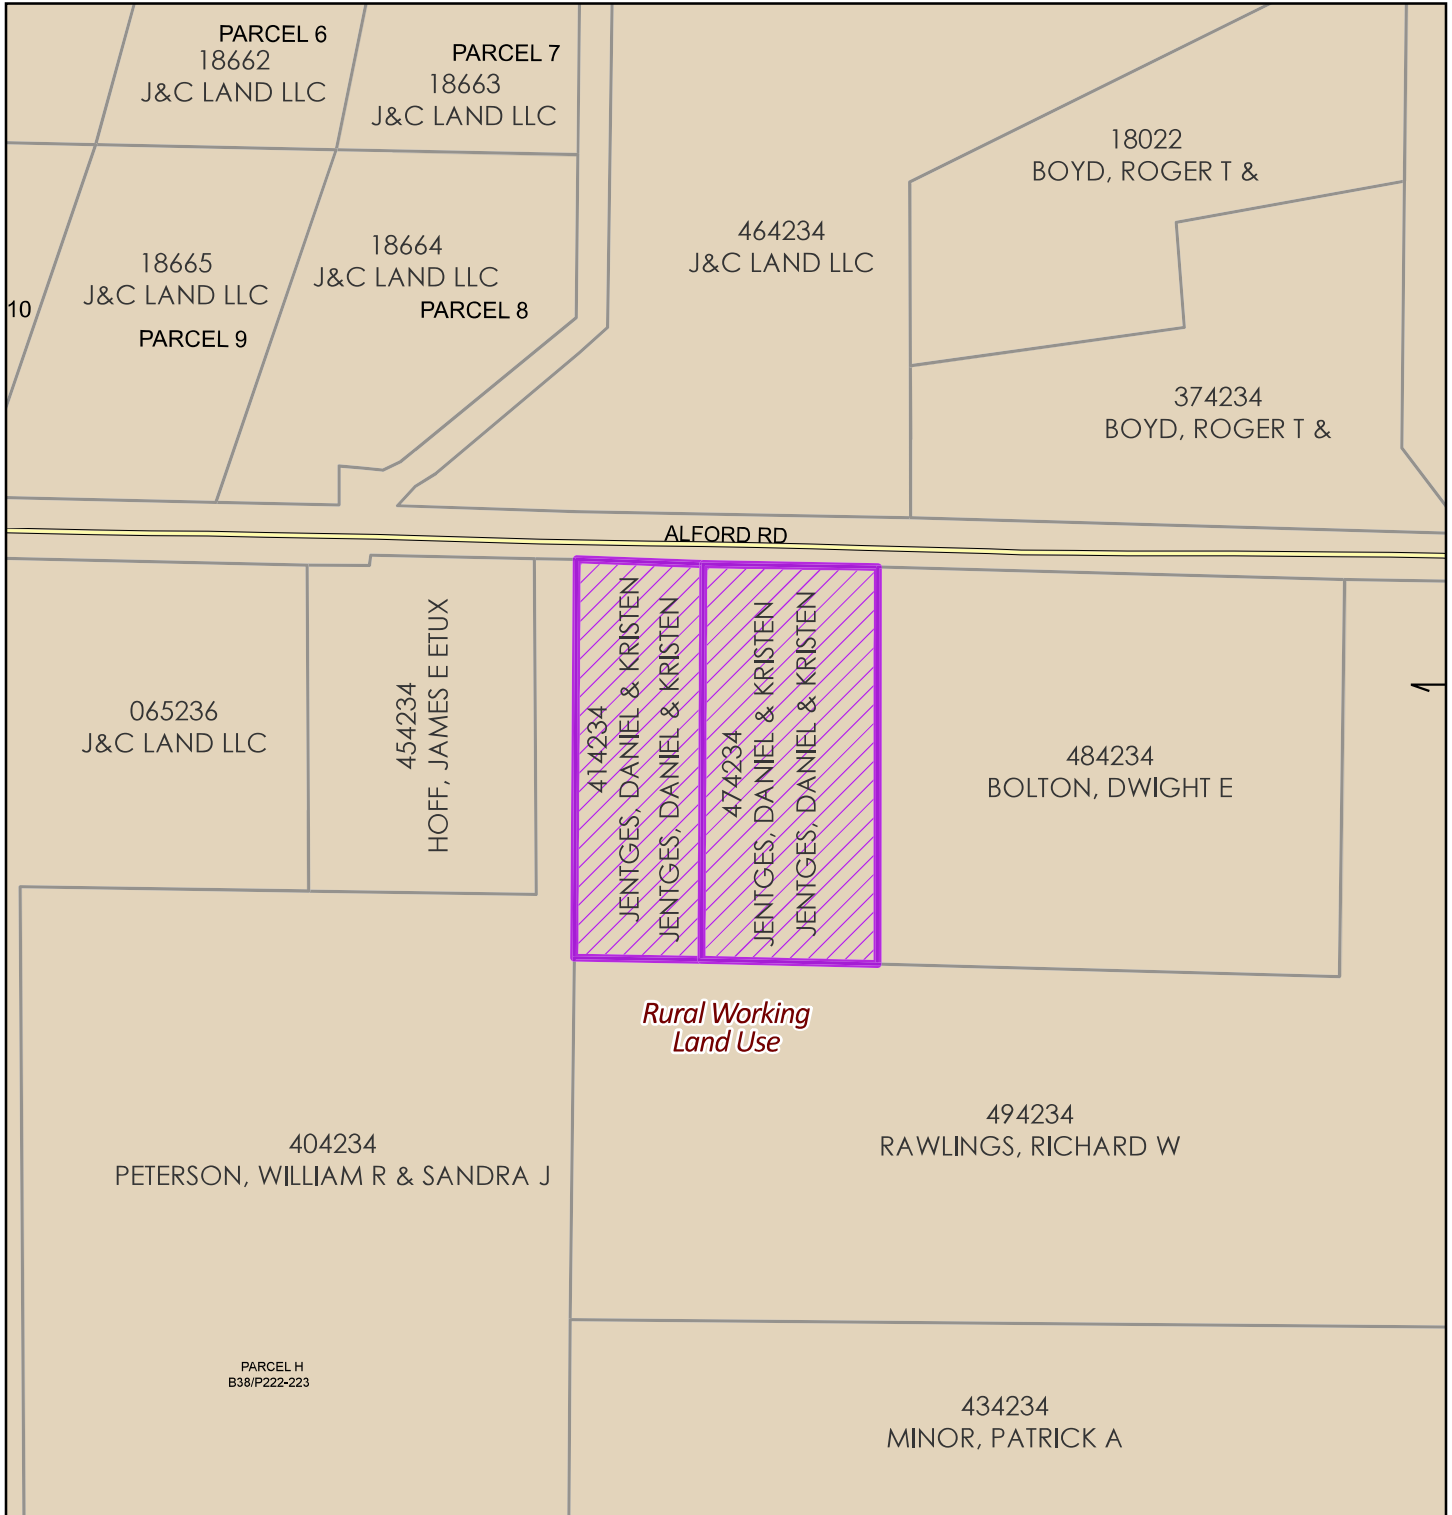 PARCEL 6
18662
J&C LAND LLC
PARCEL 7
18663
J&C LAND LLC
18022
BOYD, ROGER T &
464234
J&C LAND LLC
18664
J&C LAND LLC
PARCEL 8
18665
J&C LAND LLC
PARCEL 9
10
374234
BOYD, ROGER T &
ALFORD RD
065236
J&C LAND LLC
454234
HOFF, JAMES E ETUX
414234
JENTGES, DANIEL & KRISTEN
JENTGES, DANIEL & KRISTEN
474234
JENTGES, DANIEL & KRISTEN
JENTGES, DANIEL & KRISTEN
484234
BOLTON, DWIGHT E
Rural Working
Land Use
494234
RAWLINGS, RICHARD W
404234
PETERSON, WILLIAM R & SANDRA J
PARCEL H
B38/P222-223
434234
MINOR, PATRICK A